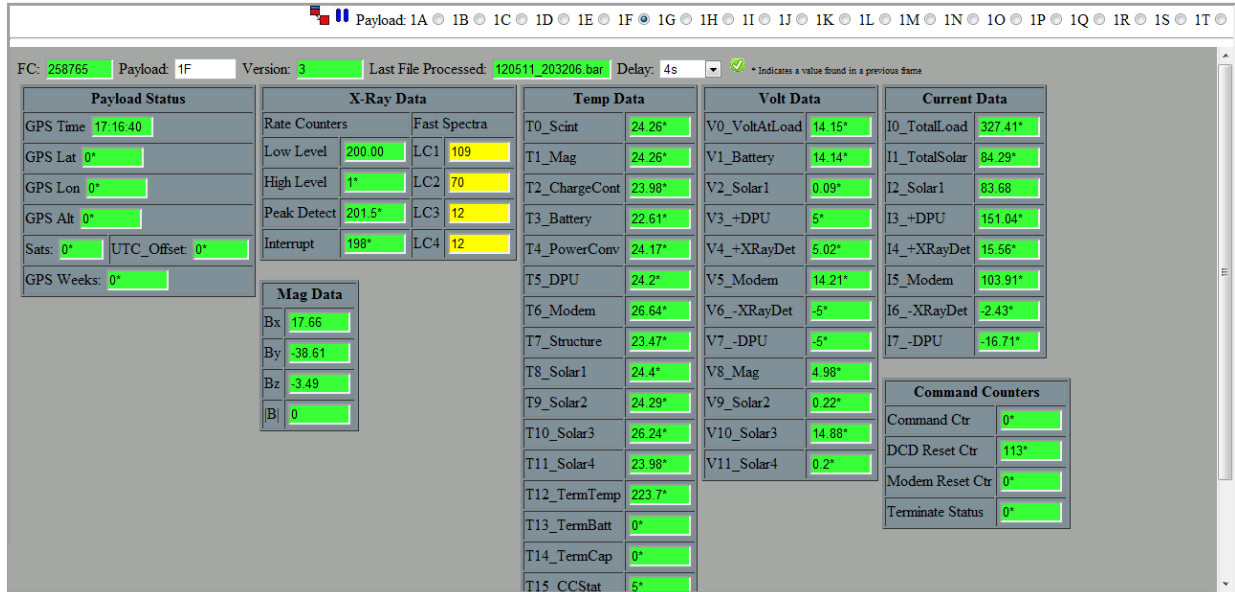 Payload: 1A 1B 1C 1D 1E 1F 1G 1H 1I 1J 1K 1L 1M 1N 1O 1P 1Q 1R 1S 1T
FC: 258765 Payload: 1F Version: 3 Last File Processed: 120511_203206.bar Delay: 4s * Indicates a value found in a previous frame
Payload Status
GPS Time 17:16:40
GPS Lat 0*
GPS Lon 0*
GPS Alt 0*
Sats: 0* UTC_Offset: 0*
GPS Weeks: 0*
X-Ray Data
Rate Counters Fast Spectra
Low Level 200.00 LC1 109
High Level 1* LC2 70
Peak Detect 201.5* LC3 12
Interrupt 198* LC4 12
Mag Data
Bx 17.66
By -38.61
Bz -3.49
|B| 0
Temp Data
T0_Scint 24.26*
T1_Mag 24.26*
T2_ChargeCont 23.98*
T3_Battery 22.61*
T4_PowerConv 24.17*
T5_DPU 24.2*
T6_Modem 26.64*
T7_Structure 23.47*
T8_Solar1 24.4*
T9_Solar2 24.29*
T10_Solar3 26.24*
T11_Solar4 23.98*
T12_TermTemp 223.7*
T13_TermBatt 0*
T14_TermCap 0*
T15_CCStat 5*
Volt Data
V0_VoltAtLoad 14.15*
V1_Battery 14.14*
V2_Solar1 0.09*
V3_+DPU 5*
V4_+XRayDet 5.02*
V5_Modem 14.21*
V6_-XRayDet -5*
V7_-DPU -5*
V8_Mag 4.98*
V9_Solar2 0.22*
V10_Solar3 14.88*
V11_Solar4 0.2*
Current Data
I0_TotalLoad 327.41*
I1_TotalSolar 84.29*
I2_Solar1 83.68
I3_+DPU 151.04*
I4_+XRayDet 15.56*
I5_Modem 103.91*
I6_-XRayDet -2.43*
I7_-DPU -16.71*
Command Counters
Command Ctr 0*
DCD Reset Ctr 113*
Modem Reset Ctr 0*
Terminate Status 0*